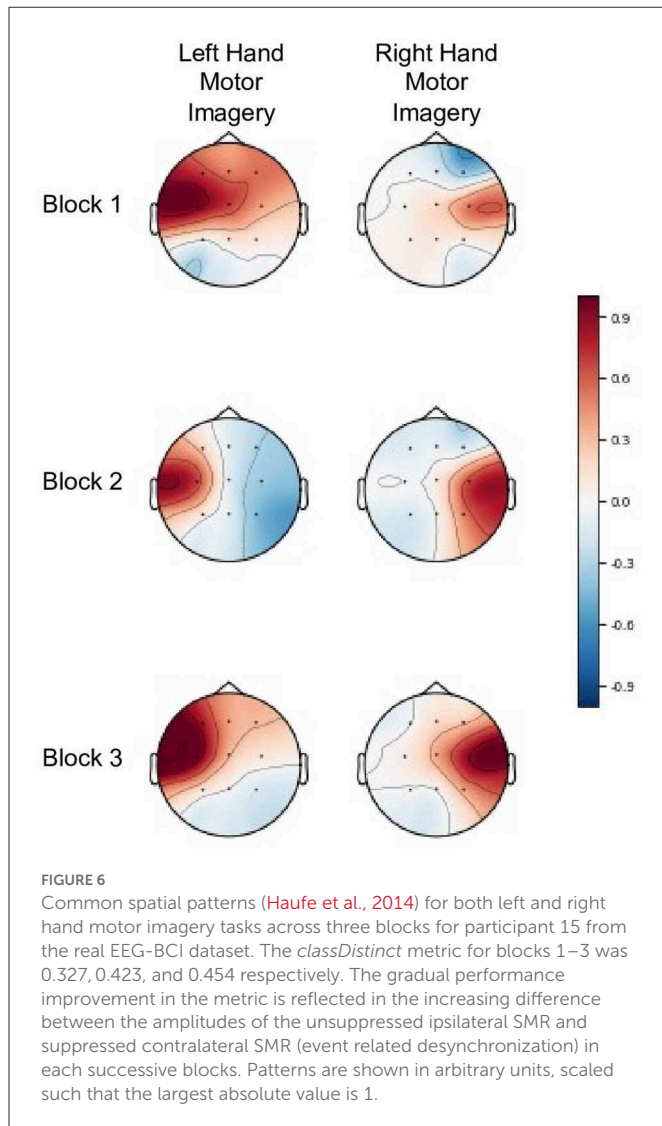 Left Hand
Motor
Imagery
Right Hand
Motor
Imagery
Block 1
Block 2
Block 3
0.9
0.6
0.3
0.0
-0.3
-0.6
-0.9
FIGURE 6
Common spatial patterns (Haufe et al., 2014) for both left and right
hand motor imagery tasks across three blocks for participant 15 from
the real EEG-BCI dataset. The classDistinct metric for blocks 1–3 was
0.327, 0.423, and 0.454 respectively. The gradual performance
improvement in the metric is reflected in the increasing difference
between the amplitudes of the unsuppressed ipsilateral SMR and
suppressed contralateral SMR (event related desynchronization) in
each successive blocks. Patterns are shown in arbitrary units, scaled
such that the largest absolute value is 1.